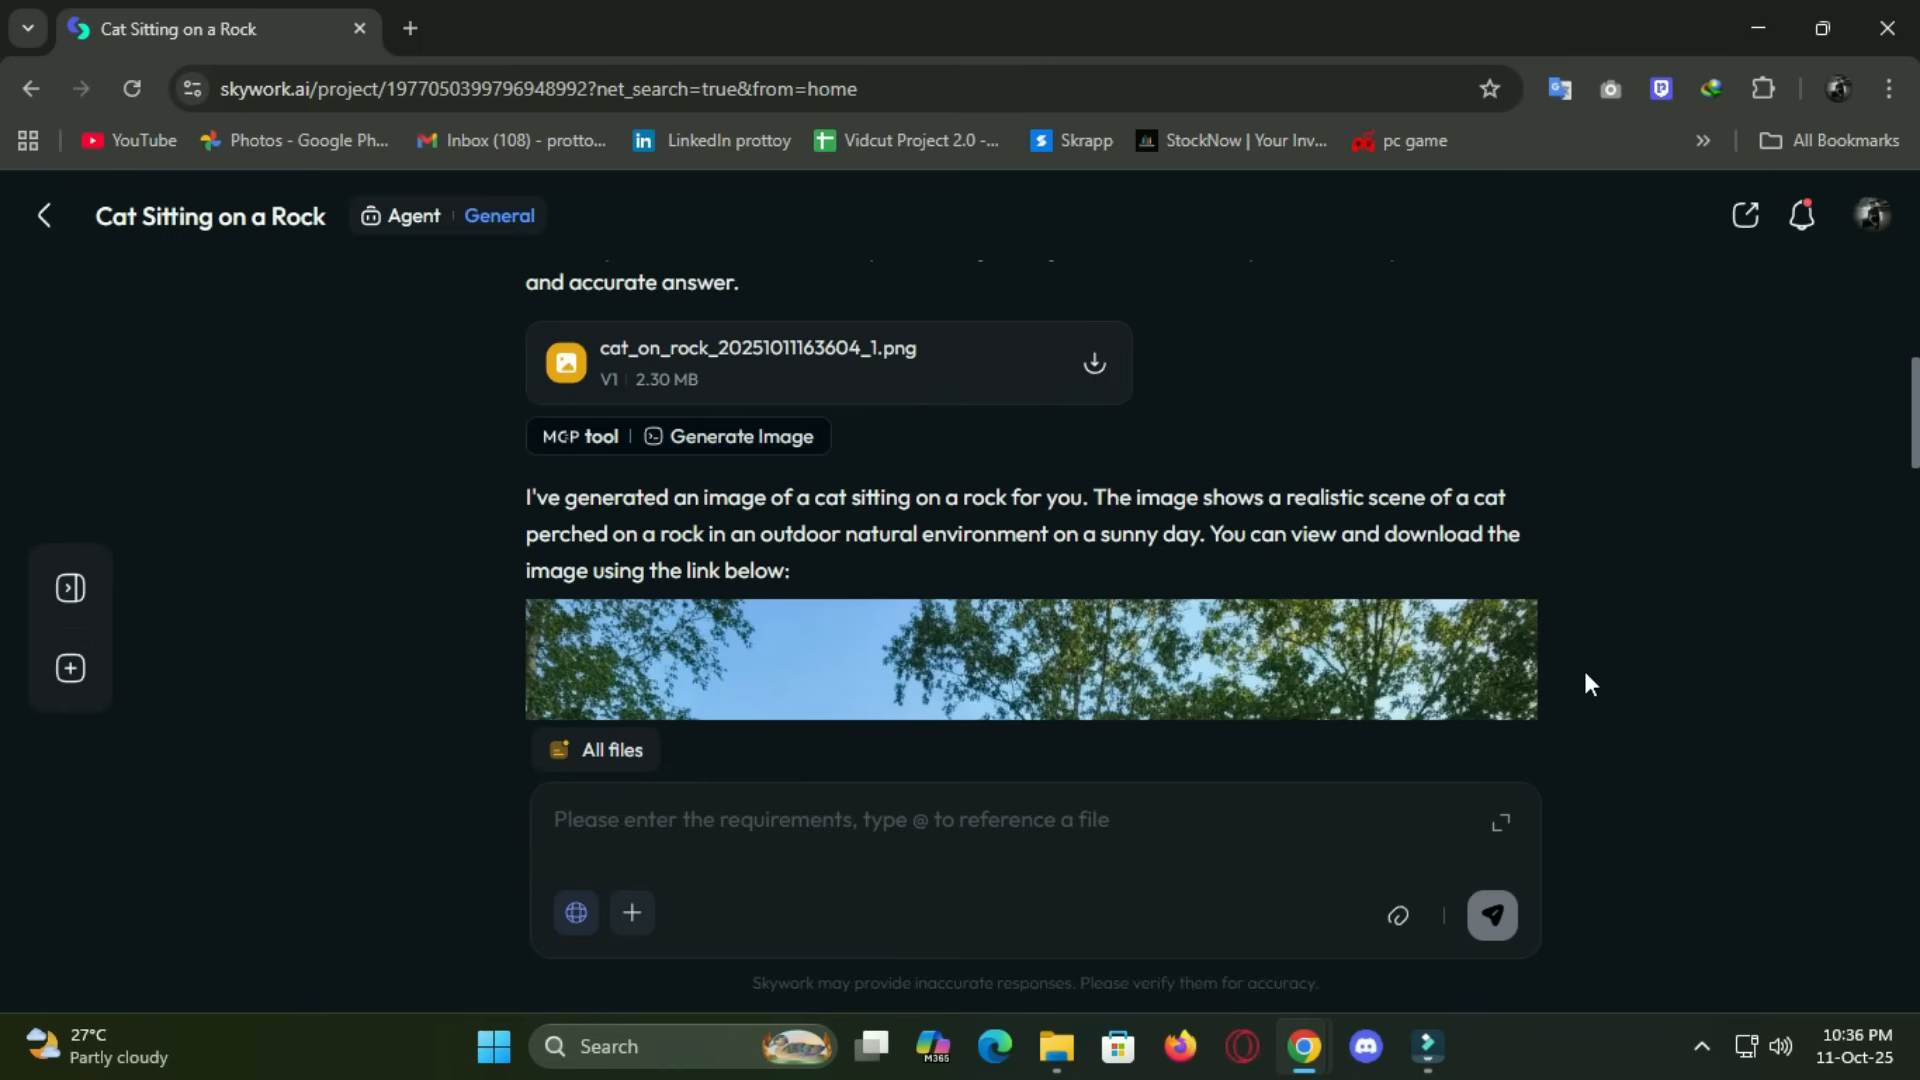 Cat Sitting on a Rock
skywork.ai/project/1977050399796948992?net_search=true&from=home
YouTube
Photos - Google Ph...
Inbox (108) - protto...
LinkedIn prottoy
Vidcut Project 2.0 -...
Skrapp
StockNow | Your Inv...
pc game
»
All Bookmarks
Cat Sitting on a Rock
Agent
General
and accurate answer.
cat_on_rock_20251011163604_1.png
V1 | 2.30 MB
MCP tool | Generate Image
I've generated an image of a cat sitting on a rock for you. The image shows a realistic scene of a cat
perched on a rock in an outdoor natural environment on a sunny day. You can view and download the
image using the link below:
All files
Please enter the requirements, type @ to reference a file
Skywork may provide inaccurate responses. Please verify them for accuracy.
27°C
Partly cloudy
Search
M365
10:36 PM
11-Oct-25